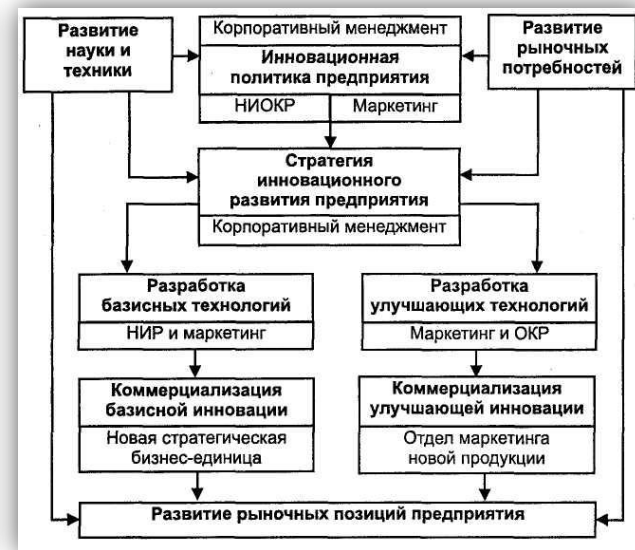 Развитие
науки и
техники
Корпоративный менеджмент
Инновационная
политика предприятия
НИОКР
Маркетинг
Развитие
рыночных
потребностей
Стратегия
инновационного
развития предприятия
Корпоративный менеджмент
Разработка
базисных технологий
НИР и маркетинг
Разработка
улучшающих технологий
Маркетинг и ОКР
Коммерциализация
базисной инновации
Новая стратегическая
бизнес-единица
Коммерциализация
улучшающей инновации
Отдел маркетинга
новой продукции
Развитие рыночных позиций предприятия